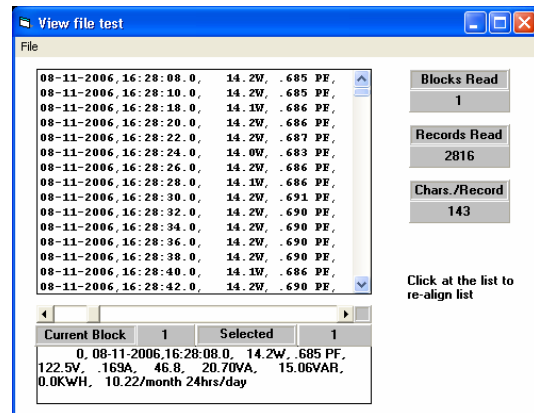 View file test
File
08-11-2006,16:28:08.0, 14.2W, .685 PF,
08-11-2006,16:28:10.0, 14.2W, .685 PF,
08-11-2006,16:28:18.0, 14.1W, .686 PF,
08-11-2006,16:28:20.0, 14.2W, .686 PF,
08-11-2006,16:28:22.0, 14.2W, .687 PF,
08-11-2006,16:28:24.0, 14.0W, .683 PF,
08-11-2006,16:28:26.0, 14.2W, .686 PF,
08-11-2006,16:28:28.0, 14.1W, .686 PF,
08-11-2006,16:28:30.0, 14.2W, .691 PF,
08-11-2006,16:28:32.0, 14.2W, .690 PF,
08-11-2006,16:28:34.0, 14.2W, .690 PF,
08-11-2006,16:28:36.0, 14.2W, .690 PF,
08-11-2006,16:28:38.0, 14.2W, .690 PF,
08-11-2006,16:28:40.0, 14.1W, .686 PF,
08-11-2006,16:28:42.0, 14.2W, .690 PF,
Blocks Read
1
Records Read
2816
Chars./Record
143
Click at the list to
re-align list
Current Block 1 Selected 1
0, 08-11-2006,16:28:08.0, 14.2W, .685 PF,
122.5V, .169A, 46.8, 20.70VA, 15.06VAR,
0.0KWH, 10.22/month 24hrs/day